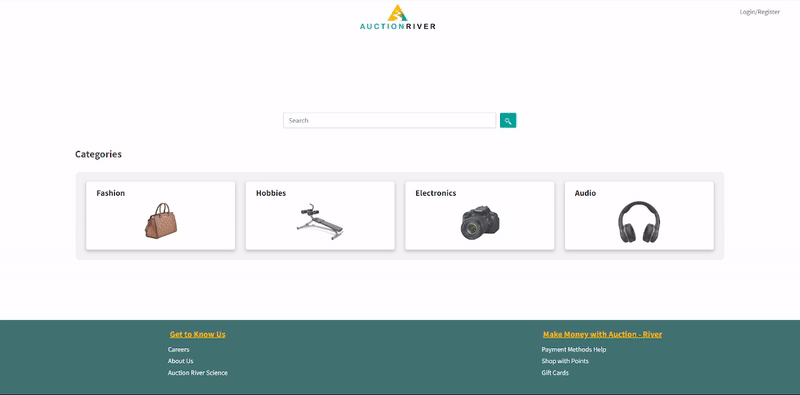 AUCTIONRIVER
Login/Register
Search
Categories
Fashion
Hobbies
Electronics
Audio
Get to Know Us
Careers
About Us
Auction River Science
Make Money with Auction - River
Payment Methods Help
Shop with Points
Gift Cards